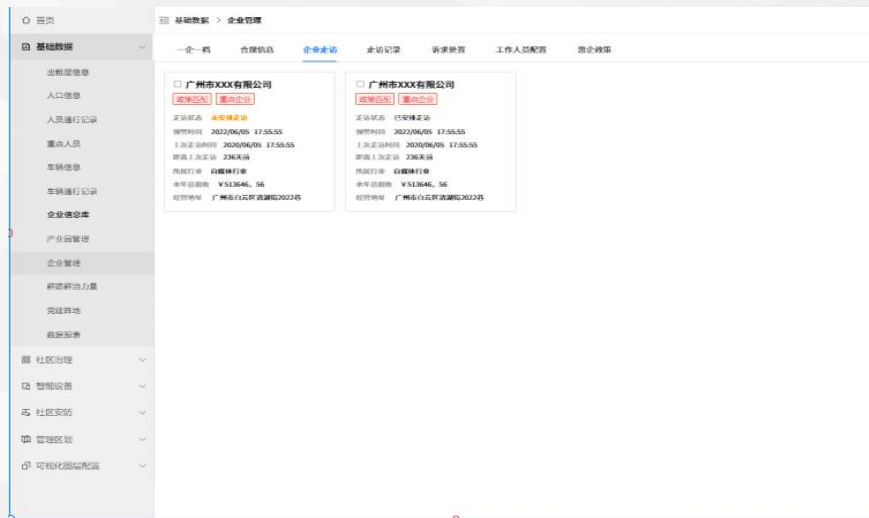 首页
基础数据
出租屋信息
人口信息
人员通行记录
重点人员
车辆信息
车辆通行记录
企业信息库
产业园管理
企业管理
群防群治力量
党建阵地
数据报表
社区治理
智能设备
社区安防
管理区划
可视化图层配置
基础数据 > 企业管理
一企一档 合规信息 企业走访 走访记录 诉求处置 工作人员配置 惠企政策
广州市XXX有限公司
政策匹配 重点企业
走访状态 未安排走访
预警时间 2022/06/05 17:55:55
上次走访时间 2020/06/05 17:55:55
距离上次走访 236天前
所属行业 自媒体行业
本年总税收 ￥513646, 56
经营地址 广州市白云区清湖街2022巷
广州市XXX有限公司
政策匹配 重点企业
走访状态 已安排走访
预警时间 2022/06/05 17:55:55
上次走访时间 2020/06/05 17:55:55
距离上次走访 236天前
所属行业 自媒体行业
本年总税收 ￥513646, 56
经营地址 广州市白云区清湖街2022巷